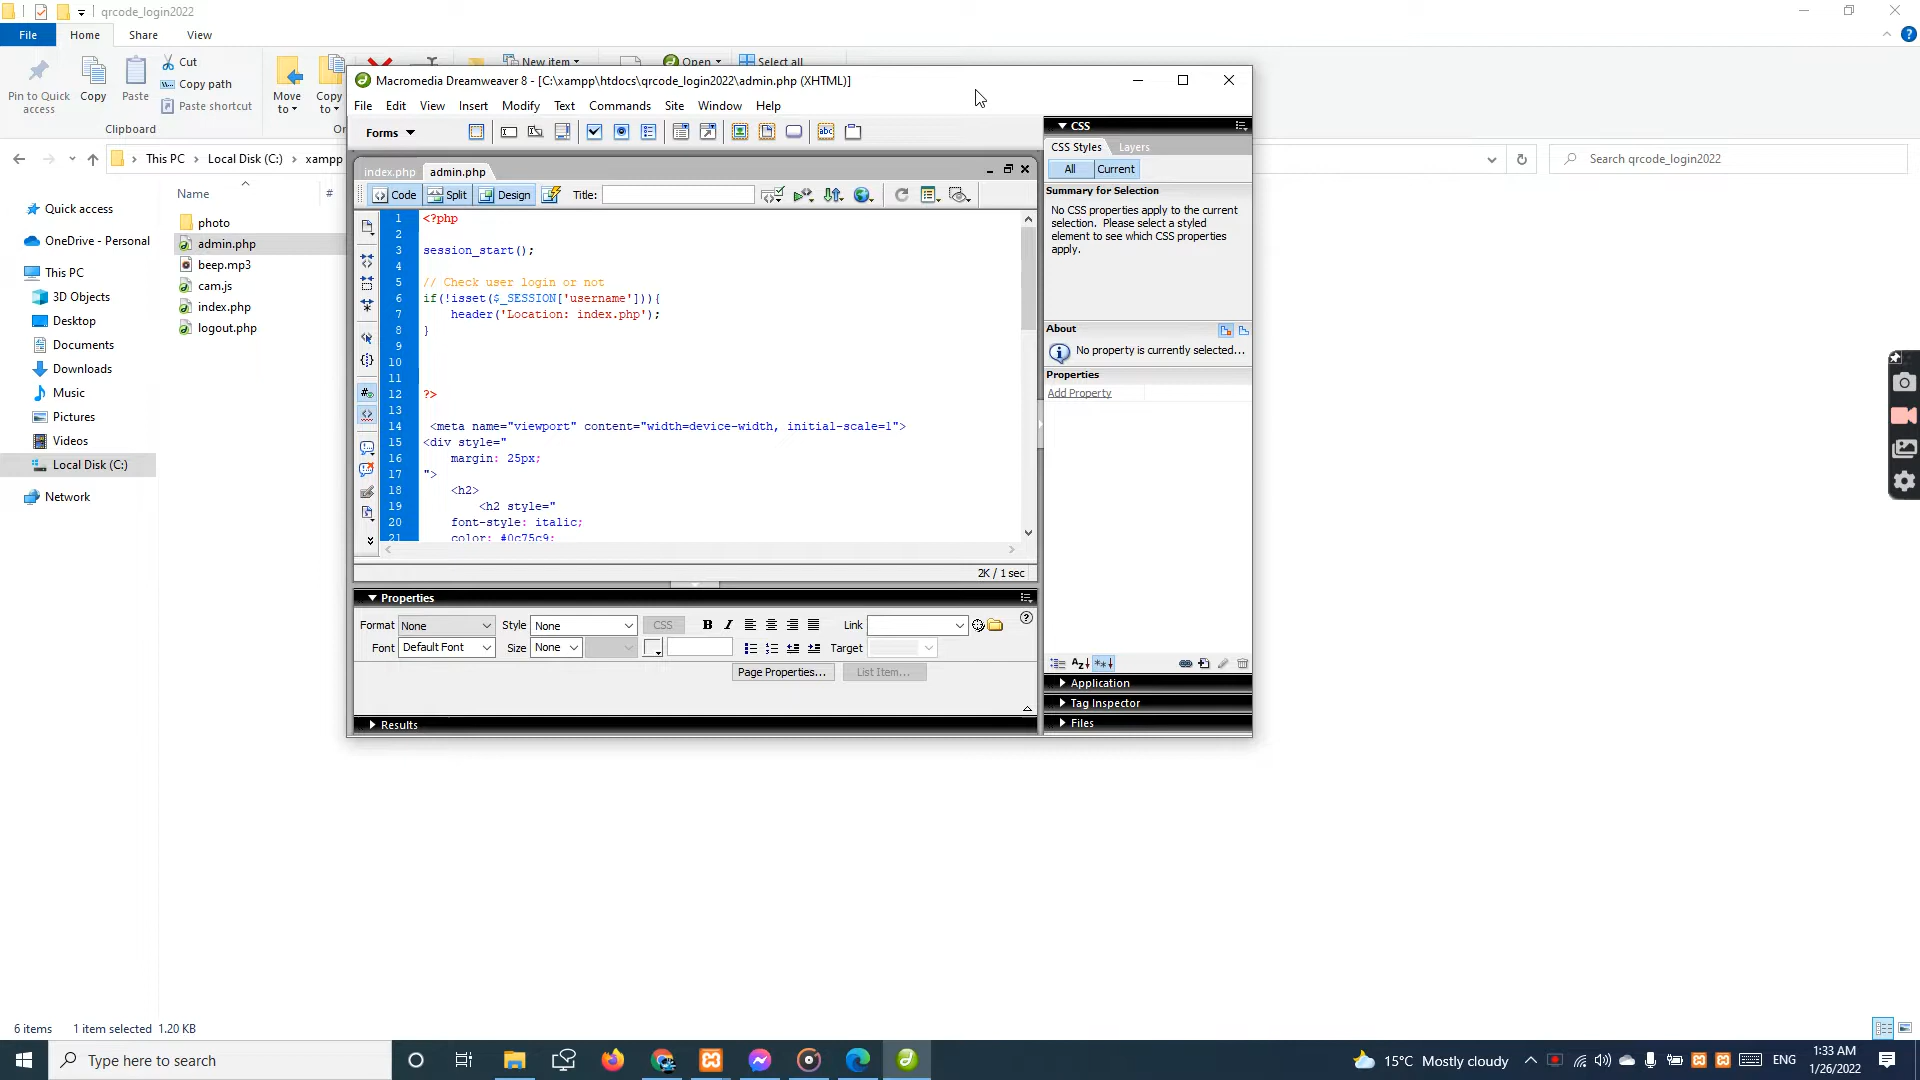 qrcode_login2022
File Home Share View
Pin to Quick access
Copy
Paste
Cut
Copy path
Paste shortcut
Clipboard
Move to
Copy to
New item
Open
Select all
This PC Local Disk (C:) xampp
Search qrcode_login2022
Quick access
OneDrive - Personal
This PC
3D Objects
Desktop
Documents
Downloads
Music
Pictures
Videos
Local Disk (C:)
Network
Name #
photo
admin.php
beep.mp3
cam.js
index.php
logout.php
Macromedia Dreamweaver 8 - [C:\xampp\htdocs\qrcode_login2022\admin.php (XHTML)]
File Edit View Insert Modify Text Commands Site Window Help
Forms
index.php admin.php
Code Split Design Title:
1 <?php
2
3 session_start();
4
5 // Check user login or not
6 if(!isset($_SESSION['username'])){
7 header('Location: index.php');
8 }
9
10
11
12 ?>
13
14 <meta name="viewport" content="width=device-width, initial-scale=1">
15 <div style="
16 margin: 25px;
17 ">
18 <h2>
19 <h2 style="
20 font-style: italic;
21 color: #0c75c9;
2K / 1 sec
Properties
Format None Style None CSS B I Link
Font Default Font Size None Target
Page Properties... List Item...
Results
CSS
CSS Styles Layers
All Current
Summary for Selection
No CSS properties apply to the current
selection. Please select a styled
element to see which CSS properties
apply.
About
No property is currently selected...
Properties
Add Property
Application
Tag Inspector
Files
6 items 1 item selected 1.20 KB
Type here to search
15°C Mostly cloudy
ENG
1:33 AM
1/26/2022